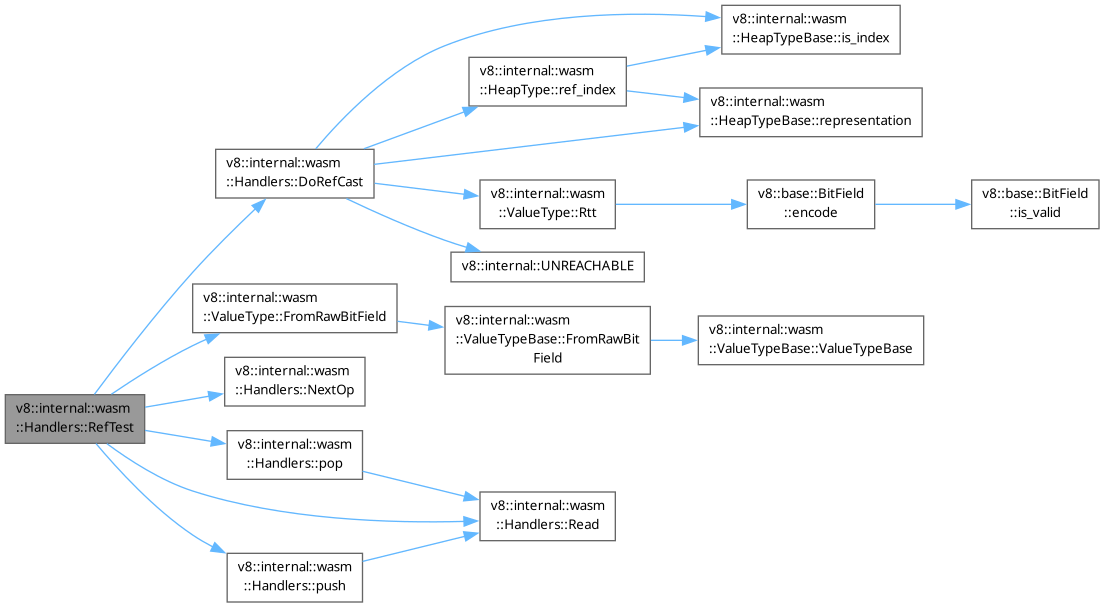 v8::internal::wasm
::HeapTypeBase::is_index
v8::internal::wasm
::HeapType::ref_index
v8::internal::wasm
::HeapTypeBase::representation
v8::internal::wasm
::Handlers::DoRefCast
v8::internal::wasm
::ValueType::Rtt
v8::base::BitField
::encode
v8::base::BitField
::is_valid
v8::internal::UNREACHABLE
v8::internal::wasm
::ValueType::FromRawBitField
v8::internal::wasm
::ValueTypeBase::FromRawBit
Field
v8::internal::wasm
::ValueTypeBase::ValueTypeBase
v8::internal::wasm
::Handlers::NextOp
v8::internal::wasm
::Handlers::RefTest
v8::internal::wasm
::Handlers::pop
v8::internal::wasm
::Handlers::Read
v8::internal::wasm
::Handlers::push